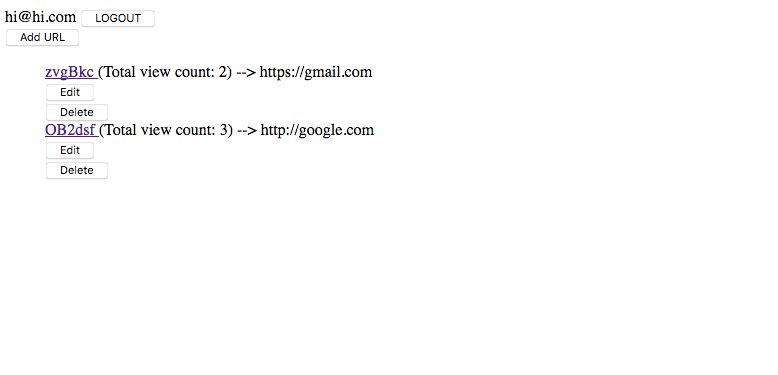 hi@hi.com LOGOUT
Add URL
zvgBkc (Total view count: 2) --> https://gmail.com
Edit
Delete
OB2dsf (Total view count: 3) --> http://google.com
Edit
Delete